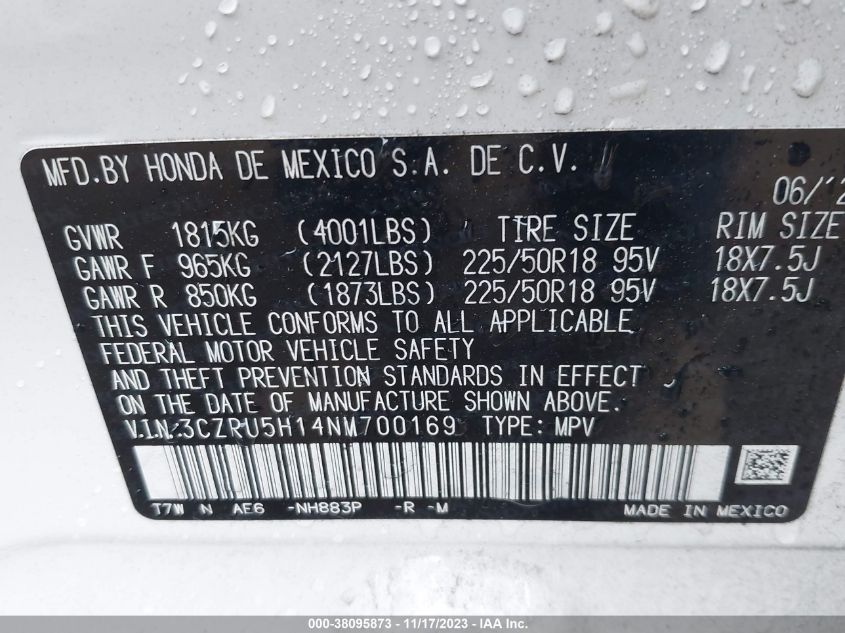 MFD.BY HONDA DE MEXICO S.A. DE C.V.
06/2
GVWR 1815KG (4001LBS) TIRE SIZE RIM SIZE
GAWR F 965KG (2127LBS) 225/50R18 95V 18X7.5J
GAWR R 850KG (1873LBS) 225/50R18 95V 18X7.5J
THIS VEHICLE CONFORMS TO ALL APPLICABLE
FEDERAL MOTOR VEHICLE SAFETY
AND THEFT PREVENTION STANDARDS IN EFFECT
ON THE DATE OF MANUFACTURE SHOWN ABOVE.
V.I.N.3CZRU5H14NM700169 TYPE: MPV
T7W N AE6 -NH883P -R -M MADE IN MEXICO
000-38095873 - 11/17/2023 - IAA Inc.